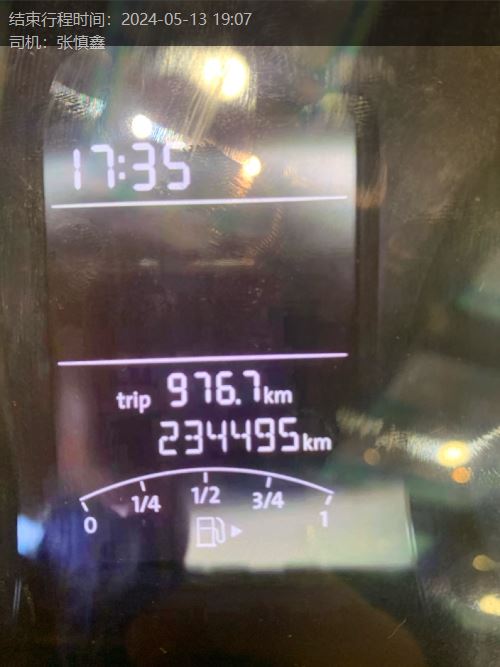 结束行程时间：2024-05-13 19:07
司机：张慎鑫
17:35
trip 976.7km
234495km
0 1/4 1/2 3/4 1